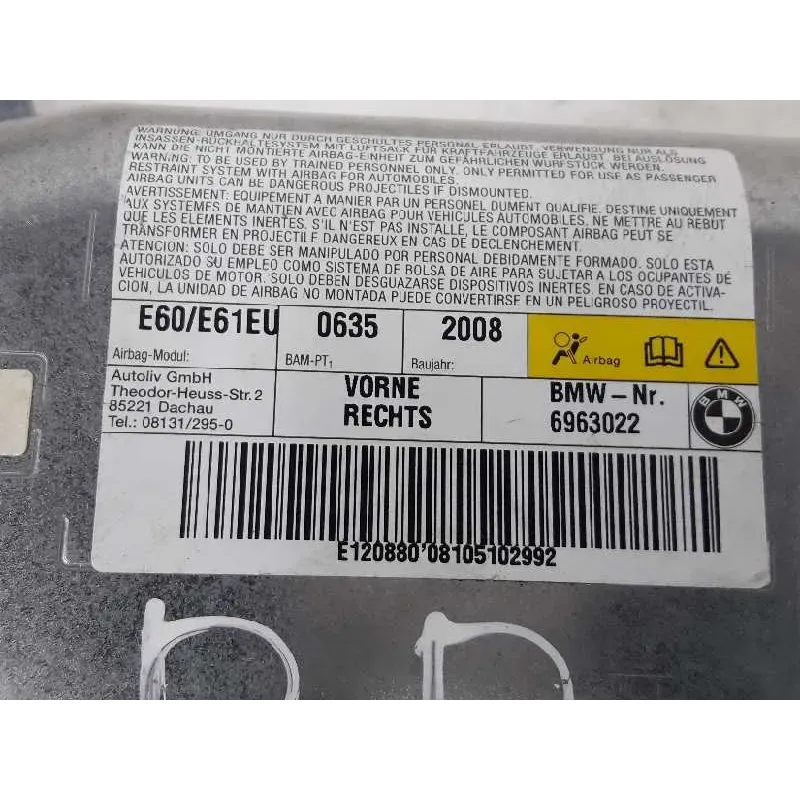 WARNUNG: UMGANG NUR DURCH GESCHULTES PERSONAL ERLAUBT, VERWENDUNG NUR ALS
INSASSEN-RÜCKHALTESYSTEM MIT LUFTSACK FÜR KRAFTFAHRZEUGE ERLAUBT. BEI AUSLÖSUNG
KANN DIE NICHT MONTIERTE AIRBAG-EINHEIT ZUM GEFÄHRLICHEN WURFSTÜCK WERDEN.
WARNING: TO BE USED BY TRAINED PERSONNEL ONLY. ONLY PERMITTED FOR USE AS PASSENGER
RESTRAINT SYSTEM WITH AIRBAG FOR AUTOMOBILES.
AIRBAG UNITS CAN BE DANGEROUS PROJECTILES IF DISMOUNTED.
AVERTISSEMENT: EQUIPEMENT A MANIER PAR UN PERSONEL DUMENT QUALIFIE. DESTINE UNIQUEMENT
AUX SYSTEMES DE MANTIEN AVEC AIRBAG POUR VEHICULES AUTOMOBILES, NE METTRE AU REBUT
QUE LES ELEMENTS INERTES. S'IL N'EST PAS INSTALLE, LE COMPOSANT AIRBAG PEUT SE
TRANSFORMER EN PROJECTILE DANGEREUX EN CAS DE DECLENCHEMENT.
ATENCION: SOLO DEBE SER MANIPULADO POR PERSONAL DEBIDAMENTE FORMADO. SOLO ESTA
AUTORIZADO SU EMPLEO COMO SISTEMA DE BOLSA DE AIRE PARA SUJETAR A LOS OCUPANTES DE
VEHICULOS DE MOTOR. SOLO DEBEN DESGUAZARSE DISPOSITIVOS INERTES. EN CASO DE ACTIVA-
CION, LA UNIDAD DE AIRBAG NO MONTADA PUEDE CONVERTIRSE EN UN PELIGROSO PROYECTIL.
E60/E61EU 0635 2008
Airbag-Modul: BAM-PT1 Baujahr: Airbag
Autoliv GmbH
Theodor-Heuss-Str.2
85221 Dachau
Tel.: 08131/295-0
VORNE
RECHTS
BMW-Nr.
6963022
BMW
E120880'08105102992